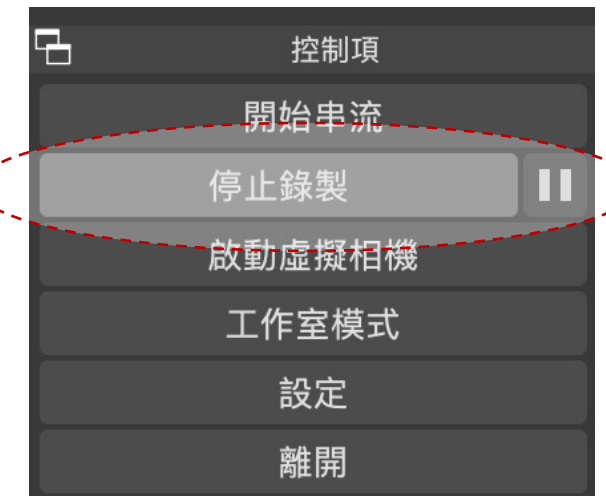 控制項
開始串流
停止錄製
啟動虛擬相機
工作室模式
設定
離開